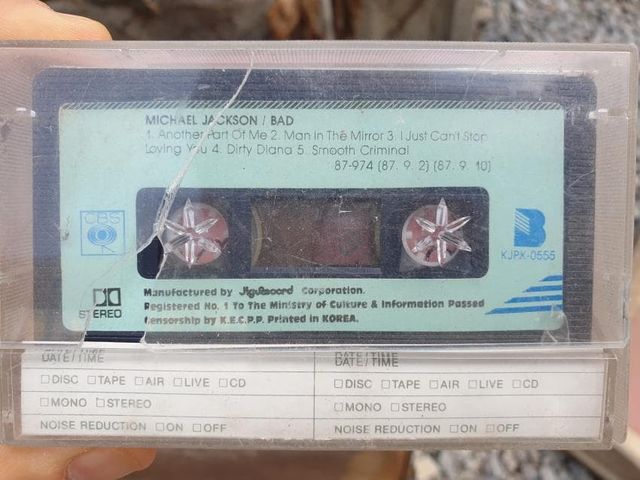 MICHAEL JACKSON / BAD
1. Another Part Of Me 2. Man In The Mirror 3. I Just Can't Stop
Loving You 4. Dirty Diana 5. Smooth Criminal
87-974 (87. 9. 2) (87. 9. 10)
CBS
B
KJPX-0555
STEREO
Manufactured by Jigu Record Corporation.
Registered No. 1 To The Ministry of Culture & Information Passed
Censorship by K.E.C.P.P. Printed in KOREA.
DATE/TIME DATE/TIME
□DISC □TAPE □AIR □LIVE □CD □DISC □TAPE □AIR □LIVE □CD
□MONO □STEREO □MONO □STEREO
NOISE REDUCTION □ON □OFF NOISE REDUCTION □ON □OFF